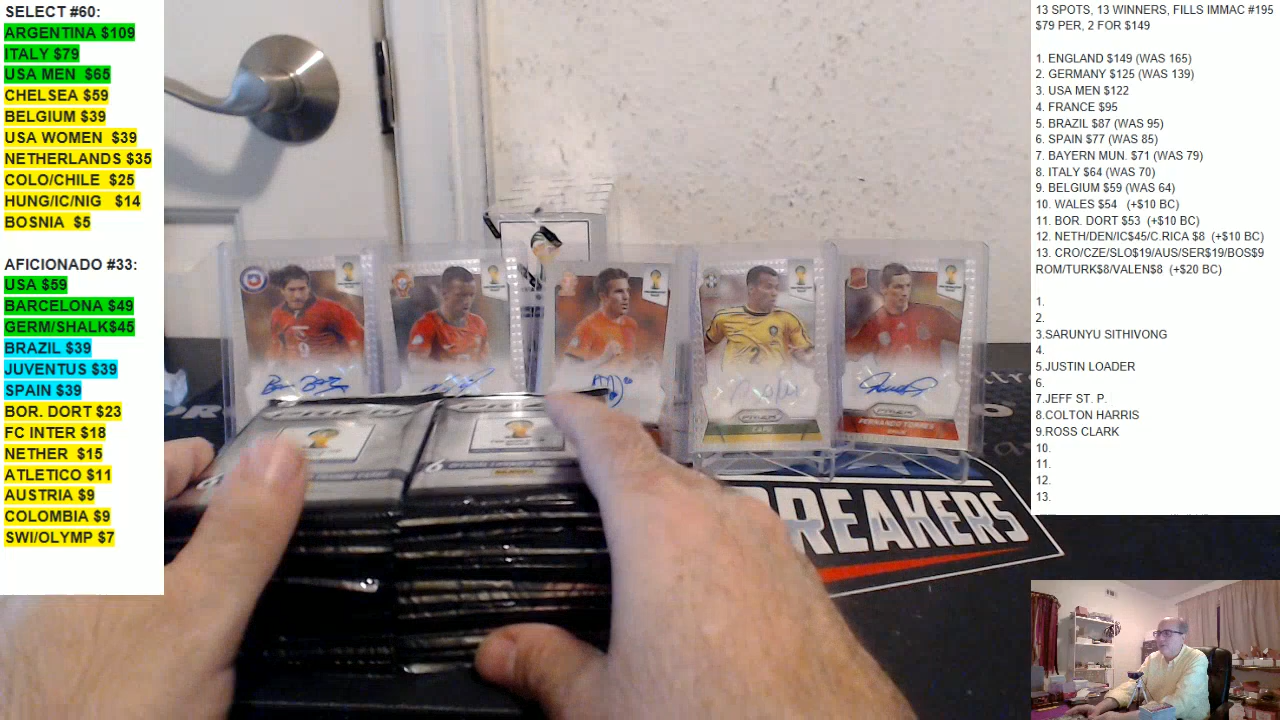 SELECT #60:
ARGENTINA $109
ITALY $79
USA MEN $65
CHELSEA $59
BELGIUM $39
USA WOMEN $39
NETHERLANDS $35
COLO/CHILE $25
HUNG/IC/NIG $14
BOSNIA $5
AFICIONADO #33:
USA $59
BARCELONA $49
GERM/SHALK$45
BRAZIL $39
JUVENTUS $39
SPAIN $39
BOR. DORT $23
FC INTER $18
NETHER $15
ATLETICO $11
AUSTRIA $9
COLOMBIA $9
SWI/OLYMP $7
13 SPOTS, 13 WINNERS, FILLS IMMAC #195
$79 PER, 2 FOR $149
1. ENGLAND $149 (WAS 165)
2. GERMANY $125 (WAS 139)
3. USA MEN $122
4. FRANCE $95
5. BRAZIL $87 (WAS 95)
6. SPAIN $77 (WAS 85)
7. BAYERN MUN. $71 (WAS 79)
8. ITALY $64 (WAS 70)
9. BELGIUM $59 (WAS 64)
10. WALES $54 (+$10 BC)
11. BOR. DORT $53 (+$10 BC)
12. NETH/DEN/IC$45/C.RICA $8 (+$10 BC)
13. CRO/CZE/SLO$19/AUS/SER$19/BOS$9
ROM/TURK$8/VALEN$8 (+$20 BC)
1.
2.
3.SARUNYU SITHIVONG
4.
5.JUSTIN LOADER
6.
7.JEFF ST. P.
8.COLTON HARRIS
9.ROSS CLARK
10.
11.
12.
13.
PRIZM
CAFU
PRIZM
FERNANDO TORRES
BREAKERS